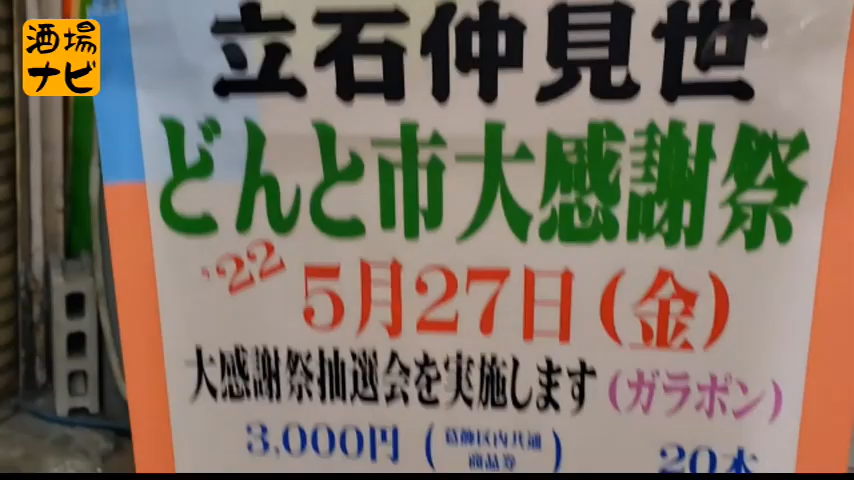 酒場
ナビ
立石仲見世
どんと市大感謝祭
'22 5月27日(金)
大感謝祭抽選会を実施します(ガラポン)
3,000円(葛飾区内共通商品券) 20本